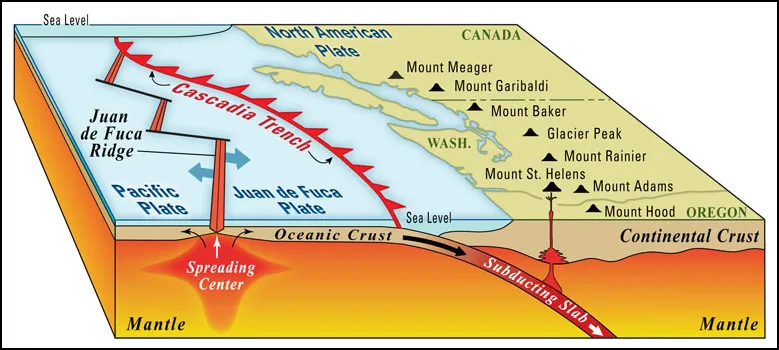 Sea Level
North American
Plate
CANADA
Mount Meager
Mount Garibaldi
Cascadia Trench
Mount Baker
Juan
de Fuca
Ridge
WASH.
Glacier Peak
Mount Rainier
Mount St. Helens
Mount Adams
Pacific
Plate
Juan de Fuca
Plate
Mount Hood
OREGON
Sea Level
Oceanic Crust
Continental Crust
Spreading
Center
Subducting Slab
Mantle
Mantle